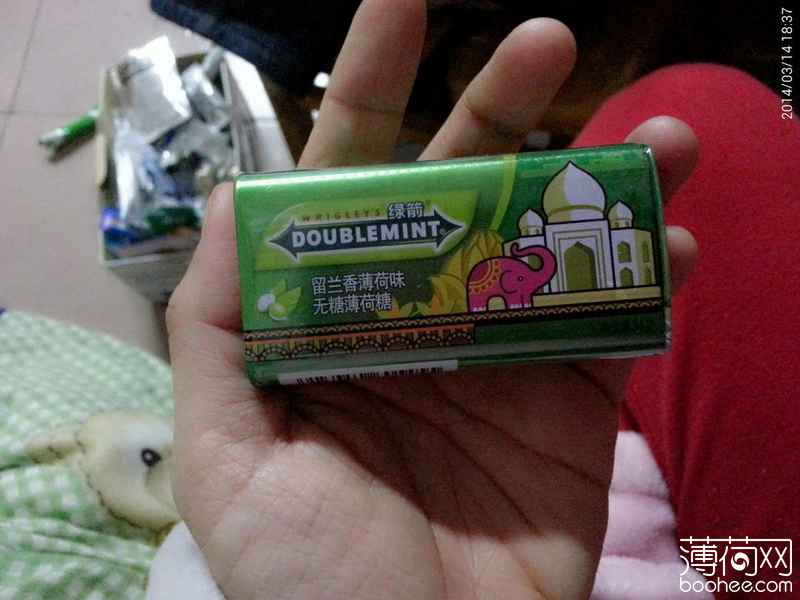 2014/03/14 18:37
WRIGLEY'S 绿箭®
DOUBLEMINT®
留兰香薄荷味
无糖薄荷糖
薄荷网
boohee.com